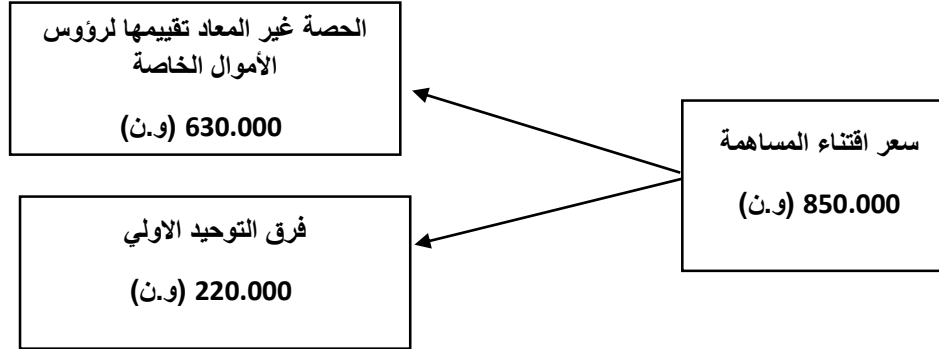 الحصة غير المعاد تقييمها لرؤوس
الأموال الخاصة
630.000 (و.ن)
سعر اقتناء المساهمة
850.000 (و.ن)
فرق التوحيد الاولي
220.000 (و.ن)